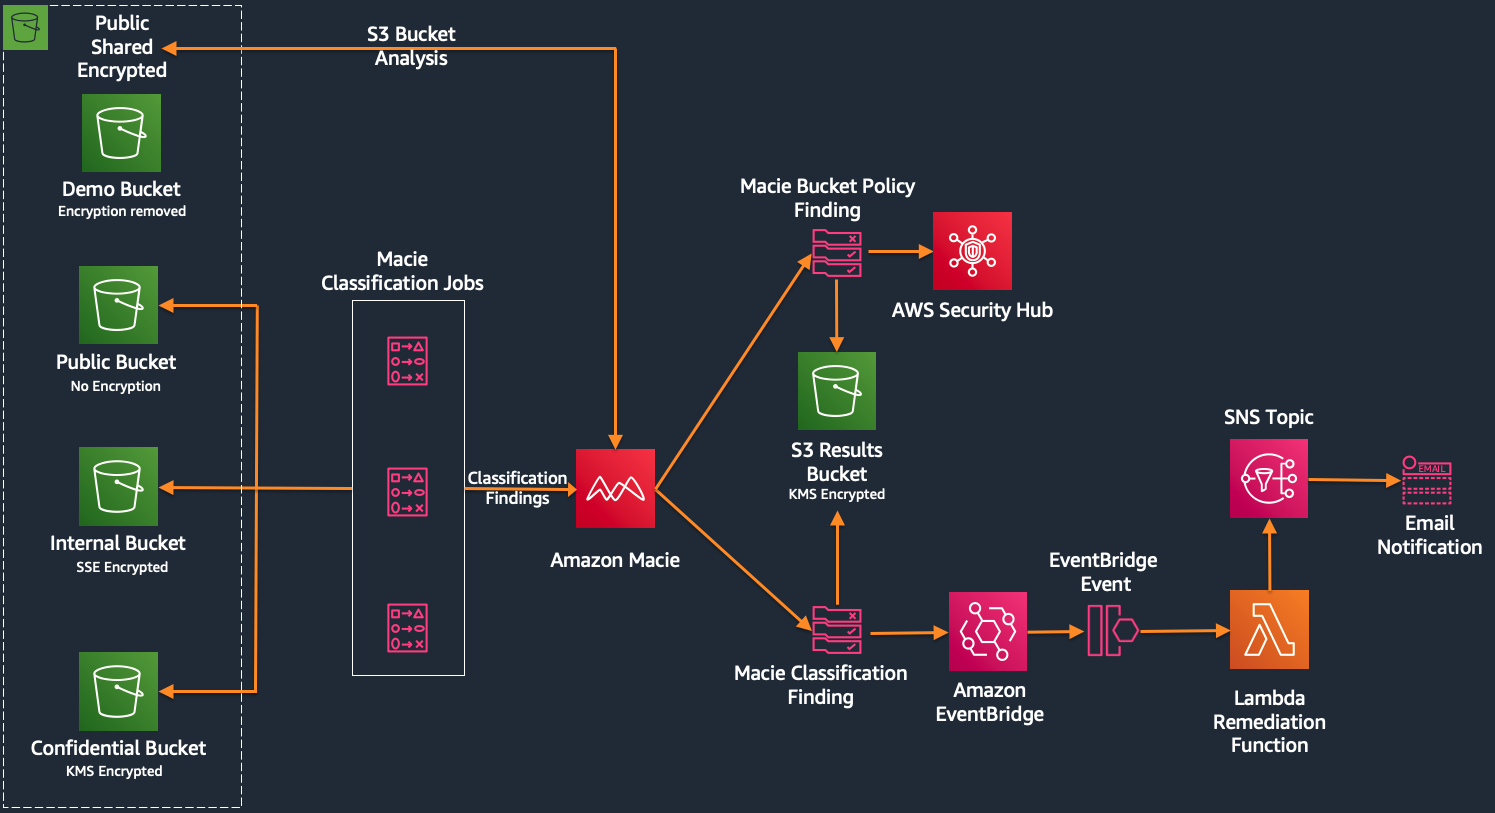 Public
Shared
Encrypted
S3 Bucket
Analysis
Demo Bucket
Encryption removed
Public Bucket
No Encryption
Internal Bucket
SSE Encrypted
Confidential Bucket
KMS Encrypted
Macie
Classification Jobs
Classification
Findings
Amazon Macie
Macie Bucket Policy
Finding
AWS Security Hub
S3 Results
Bucket
KMS Encrypted
Macie Classification
Finding
Amazon
EventBridge
EventBridge
Event
Lambda
Remediation
Function
SNS Topic
EMAIL
Email
Notification